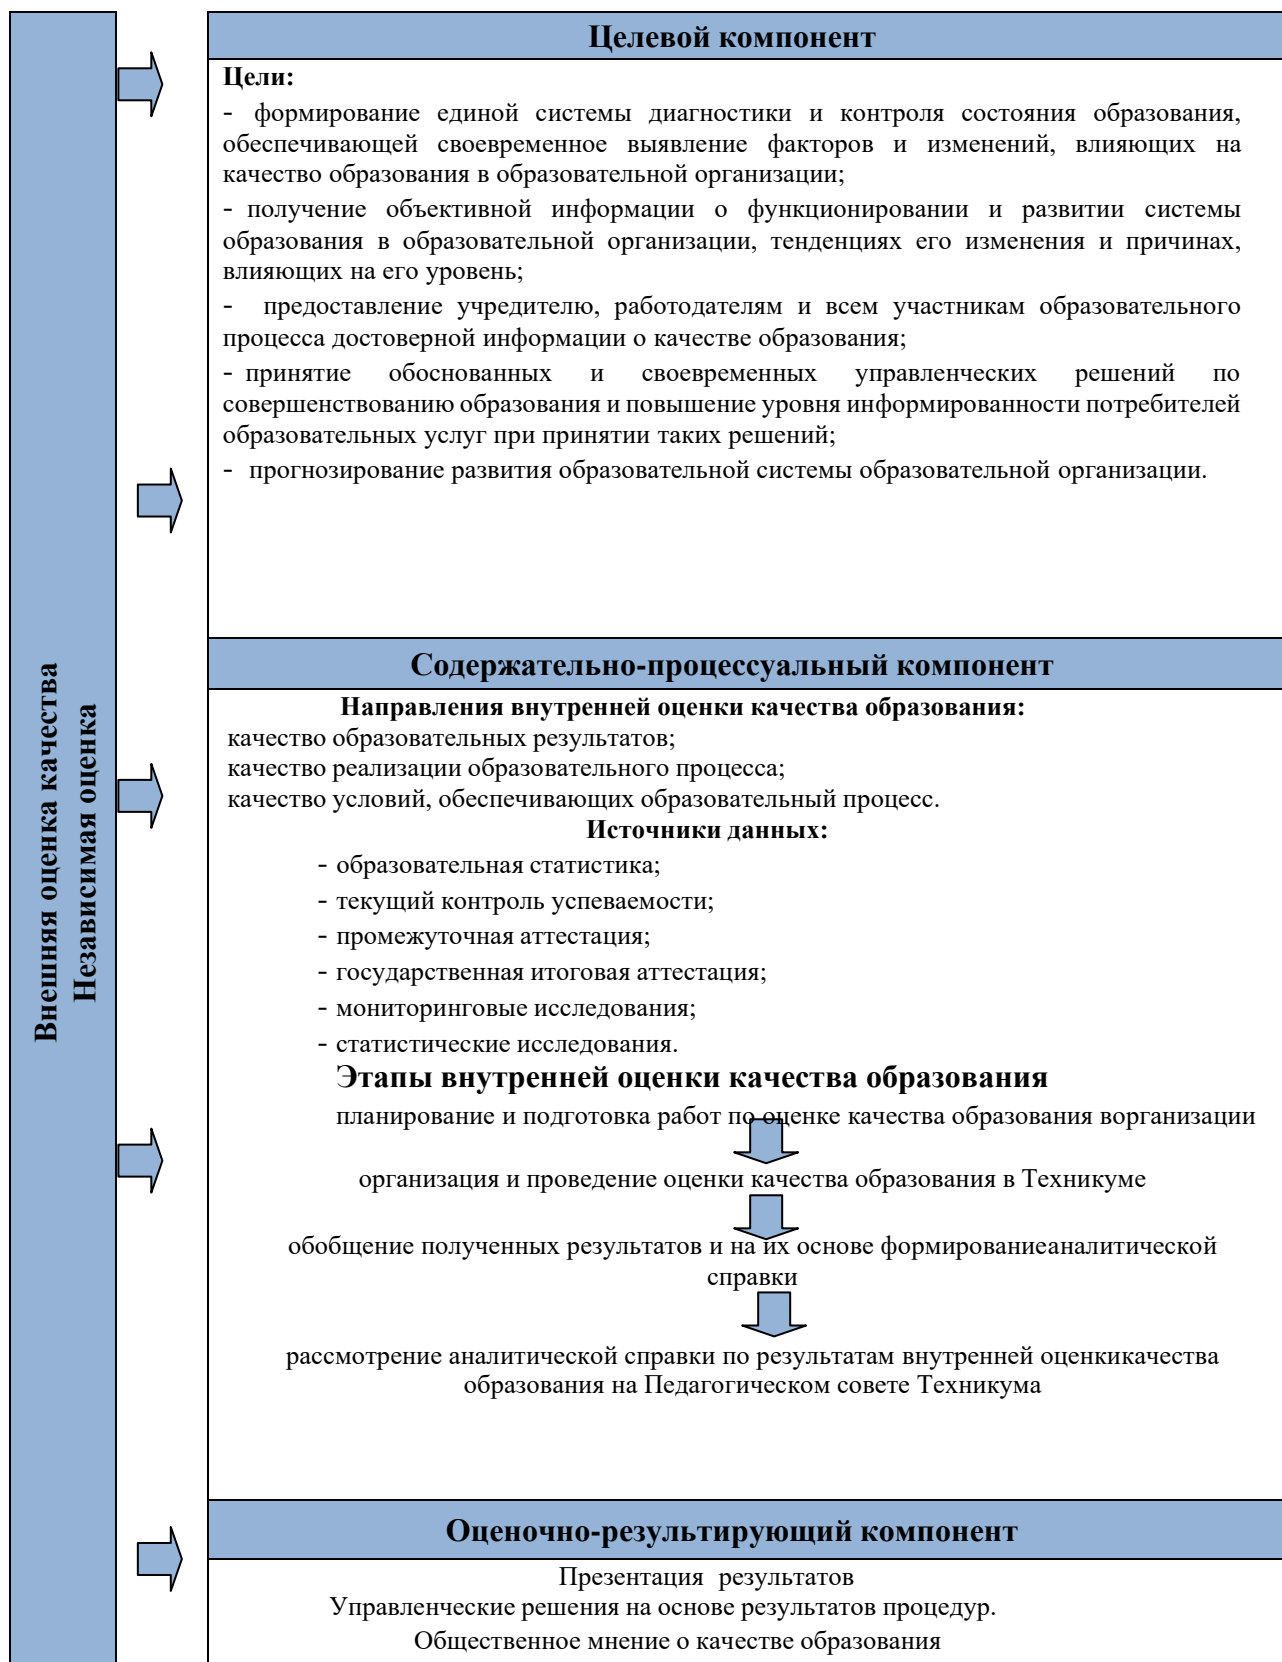 Внешняя оценка качества
Независимая оценка
Целевой компонент
Цели:
- формирование единой системы диагностики и контроля состояния образования,
обеспечивающей своевременное выявление факторов и изменений, влияющих на
качество образования в образовательной организации;
- получение объективной информации о функционировании и развитии системы
образования в образовательной организации, тенденциях его изменения и причинах,
влияющих на его уровень;
- предоставление учредителю, работодателям и всем участникам образовательного
процесса достоверной информации о качестве образования;
- принятие обоснованных и своевременных управленческих решений по
совершенствованию образования и повышение уровня информированности потребителей
образовательных услуг при принятии таких решений;
- прогнозирование развития образовательной системы образовательной организации.
Содержательно-процессуальный компонент
Направления внутренней оценки качества образования:
качество образовательных результатов;
качество реализации образовательного процесса;
качество условий, обеспечивающих образовательный процесс.
Источники данных:
- образовательная статистика;
- текущий контроль успеваемости;
- промежуточная аттестация;
- государственная итоговая аттестация;
- мониторинговые исследования;
- статистические исследования.
Этапы внутренней оценки качества образования
планирование и подготовка работ по оценке качества образования ворганизации
организация и проведение оценки качества образования в Техникуме
обобщение полученных результатов и на их основе формированиеаналитической
справки
рассмотрение аналитической справки по результатам внутренней оценкикачества
образования на Педагогическом совете Техникума
Оценочно-результирующий компонент
Презентация результатов
Управленческие решения на основе результатов процедур.
Общественное мнение о качестве образования